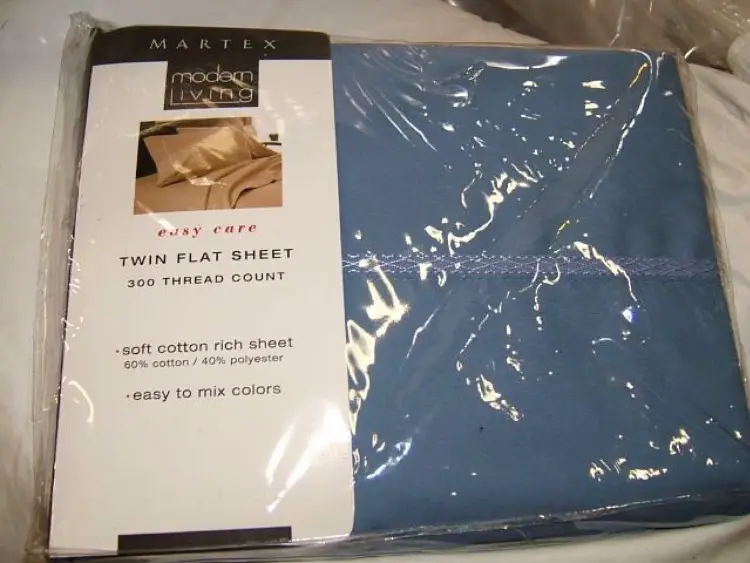 MARTEX
modern
Living
easy care
TWIN FLAT SHEET
300 THREAD COUNT
•soft cotton rich sheet
60% cotton / 40% polyester
•easy to mix colors